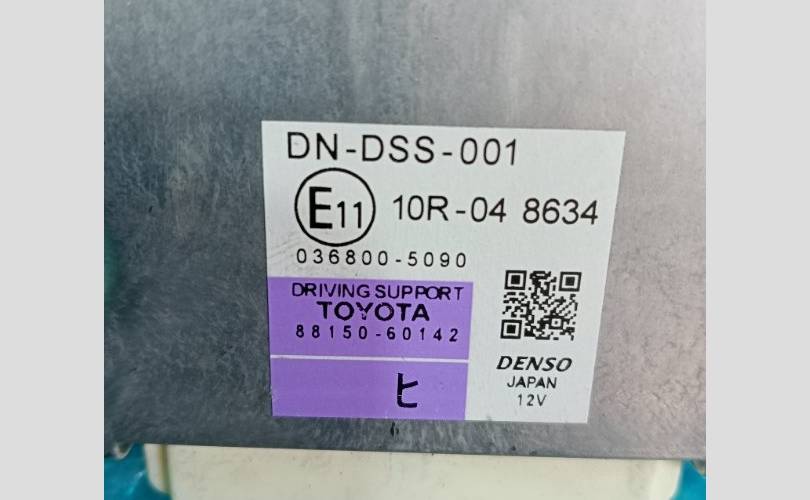 DN-DSS-001
E11 10R-04 8634
036800-5090
DRIVING SUPPORT
TOYOTA
88150-60142
DENSO
JAPAN
12V
ヒ